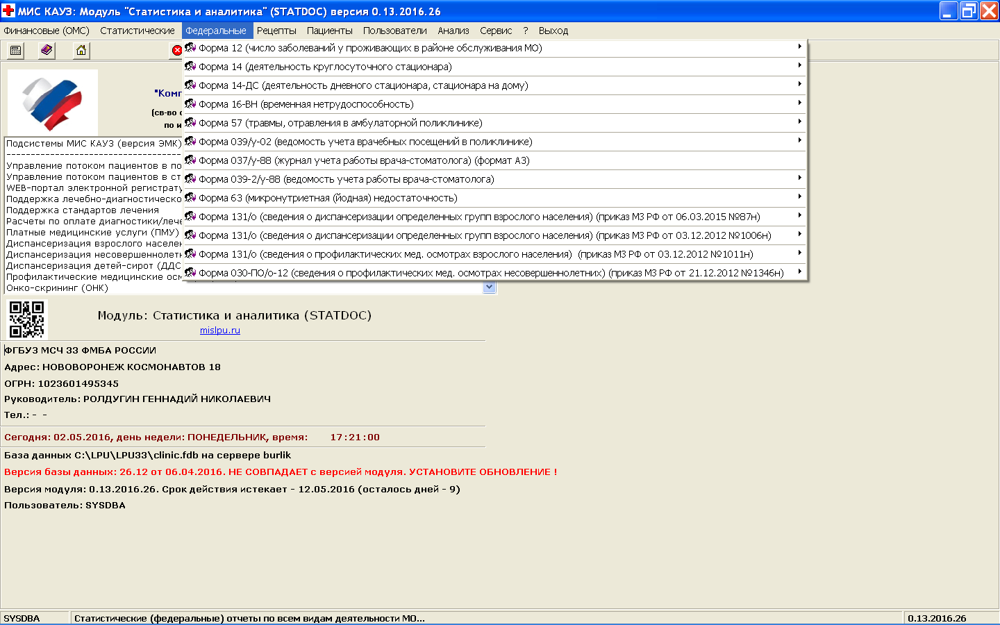 МИС КАУЗ: Модуль "Статистика и аналитика" (STATDOC) версия 0.13.2016.26
Финансовые (ОМС) Статистические Федеральные Рецепты Пациенты Пользователи Анализ Сервис ? Выход
Форма 12 (число заболеваний у проживающих в районе обслуживания МО)
Форма 14 (деятельность круглосуточного стационара)
Форма 14-ДС (деятельность дневного стационара, стационара на дому)
Форма 16-ВН (временная нетрудоспособность)
Форма 57 (травмы, отравления в амбулаторной поликлинике)
Форма 039/у-02 (ведомость учета врачебных посещений в поликлинике)
Форма 037/у-88 (журнал учета работы врача-стоматолога) (формат А3)
Форма 039-2/у-88 (ведомость учета работы врача-стоматолога)
Форма 63 (микронутриетная (йодная) недостаточность)
Форма 131/о (сведения о диспансеризации определенных групп взрослого населения) (приказ МЗ РФ от 06.03.2015 №87н)
Форма 131/о (сведения о диспансеризации определенных групп взрослого населения) (приказ МЗ РФ от 03.12.2012 №1006н)
Форма 131/о (сведения о профилактических мед. осмотрах взрослого населения) (приказ МЗ РФ от 03.12.2012 №1011н)
Форма 030-ПО/о-12 (сведения о профилактических мед. осмотрах несовершеннолетних) (приказ МЗ РФ от 21.12.2012 №1346н)
"Комп
(св-во о
по и
Подсистемы МИС КАУЗ (версия ЭМК)
Управление потоком пациентов в по
Управление потоком пациентов в ст
WEB-портал электронной регистрату
Поддержка лечебно-диагностическо
Поддержка стандартов лечения
Расчеты по оплате диагностики/лече
Платные медицинские услуги (ПМУ)
Диспансеризация взрослого населен
Диспансеризация несовершеннолетн
Диспансеризация детей-сирот (ДДС
Профилактические медицинские осм
Онко-скрининг (ОНК)
Модуль: Статистика и аналитика (STATDOC)
mislpu.ru
ФГБУЗ МСЧ 33 ФМБА РОССИИ
Адрес: НОВОВОРОНЕЖ КОСМОНАВТОВ 18
ОГРН: 1023601495345
Руководитель: РОЛДУГИН ГЕННАДИЙ НИКОЛАЕВИЧ
Тел.: - -
Сегодня: 02.05.2016, день недели: ПОНЕДЕЛЬНИК, время: 17:21:00
База данных C:\LPU\LPU33\clinic.fdb на сервере burlik
Версия базы данных: 26.12 от 06.04.2016. НЕ СОВПАДАЕТ с версией модуля. УСТАНОВИТЕ ОБНОВЛЕНИЕ !
Версия модуля: 0.13.2016.26. Срок действия истекает - 12.05.2016 (осталось дней - 9)
Пользователь: SYSDBA
SYSDBA Статистические (федеральные) отчеты по всем видам деятельности МО... 0.13.2016.26